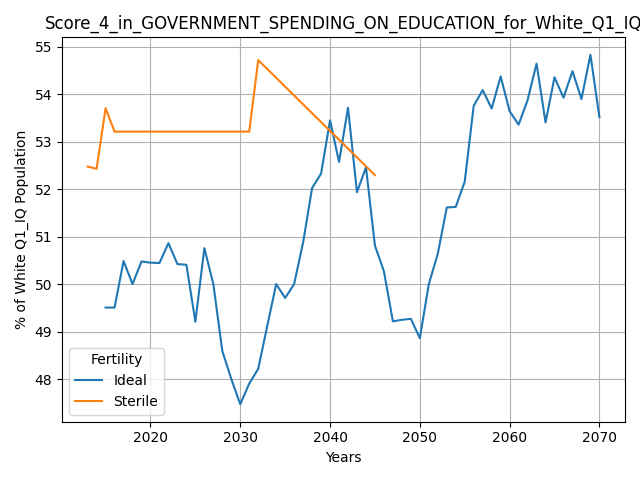 Score_4_in_GOVERNMENT_SPENDING_ON_EDUCATION_for_White_Q1_IQ
% of White Q1_IQ Population
55
54
53
52
51
50
49
48
Fertility
Ideal
Sterile
2020 2030 2040 2050 2060 2070
Years